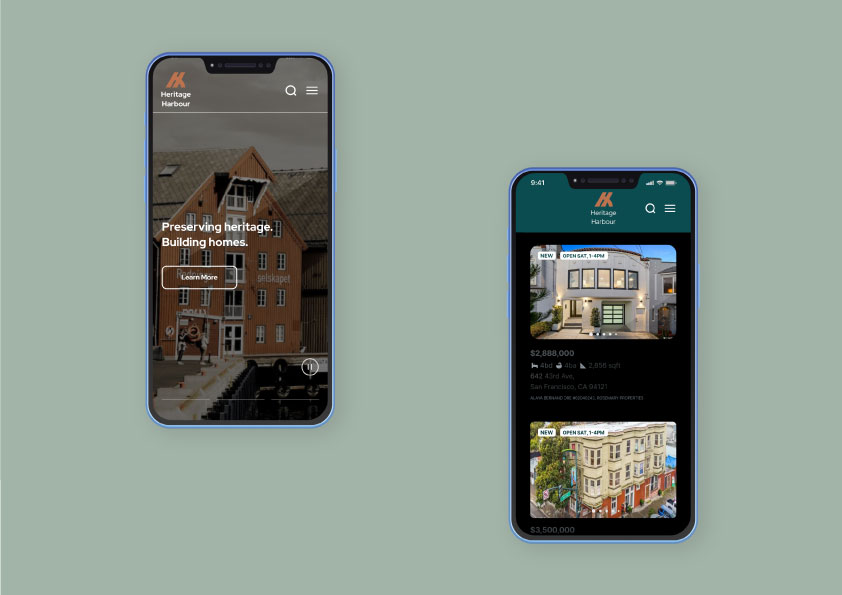 Heritage
Harbour
Preserving heritage.
Building homes.
Learn More
selskapet
9:41
Heritage
Harbour
NEW OPEN SAT, 1-4PM
$2,888,000
4bd 4ba 2,856 sqft
642 43rd Ave,
San Francisco, CA 94121
NEW OPEN SAT, 1-4PM
$3,500,000